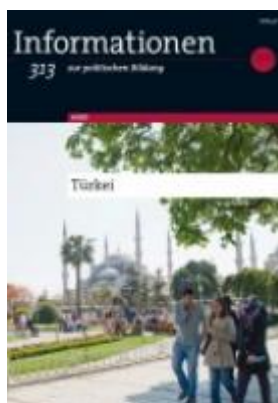 Informationen
313 zur politischen Bildung
Türkei